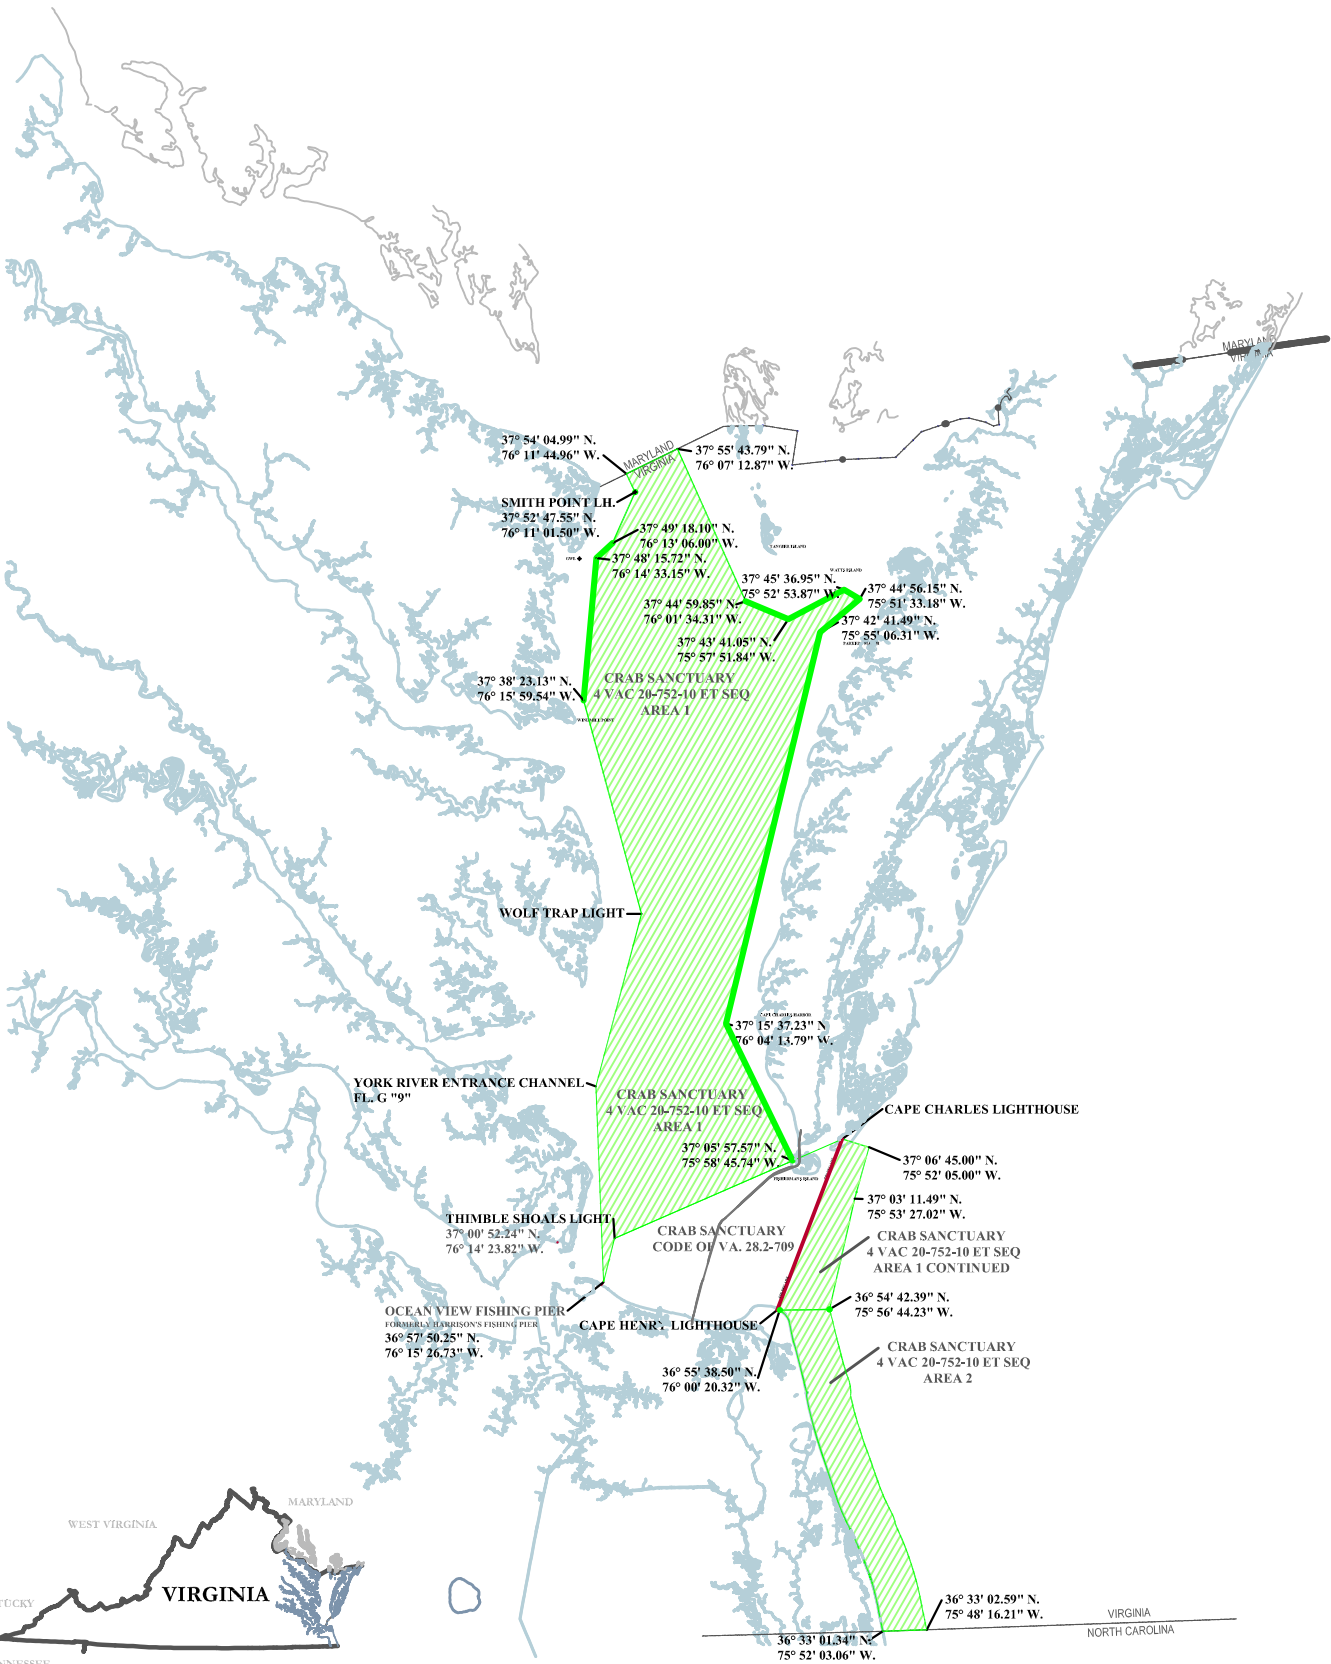 MARYLAND
37° 54' 04.99" N.
76° 11' 44.96" W.
MARYLAND
VIRGINIA
37° 55' 43.79" N.
76° 07' 12.87" W.
SMITH POINT LH.
37° 52' 47.55" N.
76° 11' 01.50" W.
37° 49' 18.10" N.
76° 13' 06.00" W.
TANGIER ISLAND
37° 48' 15.72" N.
76° 14' 33.15" W.
WATTS ISLAND
37° 45' 36.95" N.
75° 52' 53.87" W.
37° 44' 56.15" N.
75° 51' 33.18" W.
37° 44' 59.85" N.
76° 01' 34.31" W.
37° 42' 41.49" N.
75° 55' 06.31" W.
37° 43' 41.05" N.
75° 57' 51.84" W.
37° 38' 23.13" N.
76° 15' 59.54" W.
CRAB SANCTUARY
4 VAC 20-752-10 ET SEQ
AREA 1
WINDMILL POINT
WOLF TRAP LIGHT
CAPE CHARLES HARBOR
37° 15' 37.23" N
76° 04' 13.79" W.
YORK RIVER ENTRANCE CHANNEL
FL. G "9"
CRAB SANCTUARY
4 VAC 20-752-10 ET SEQ
AREA 1
CAPE CHARLES LIGHTHOUSE
37° 05' 57.57" N.
75° 58' 45.74" W.
FISHERMANS ISLAND
37° 06' 45.00" N.
75° 52' 05.00" W.
37° 03' 11.49" N.
75° 53' 27.02" W.
THIMBLE SHOALS LIGHT
37° 00' 52.24" N.
76° 14' 23.82" W.
CRAB SANCTUARY
CODE OF VA. 28.2-709
CRAB SANCTUARY
4 VAC 20-752-10 ET SEQ
AREA 1 CONTINUED
36° 54' 42.39" N.
75° 56' 44.23" W.
OCEAN VIEW FISHING PIER
FORMERLY HARRISON'S FISHING PIER
36° 57' 50.25" N.
76° 15' 26.73" W.
CAPE HENRY LIGHTHOUSE
36° 55' 38.50" N.
76° 00' 20.32" W.
CRAB SANCTUARY
4 VAC 20-752-10 ET SEQ
AREA 2
MARYLAND
WEST VIRGINIA
VIRGINIA
36° 33' 02.59" N.
75° 48' 16.21" W.
VIRGINIA
NORTH CAROLINA
36° 33' 01.34" N.
75° 52' 03.06" W.